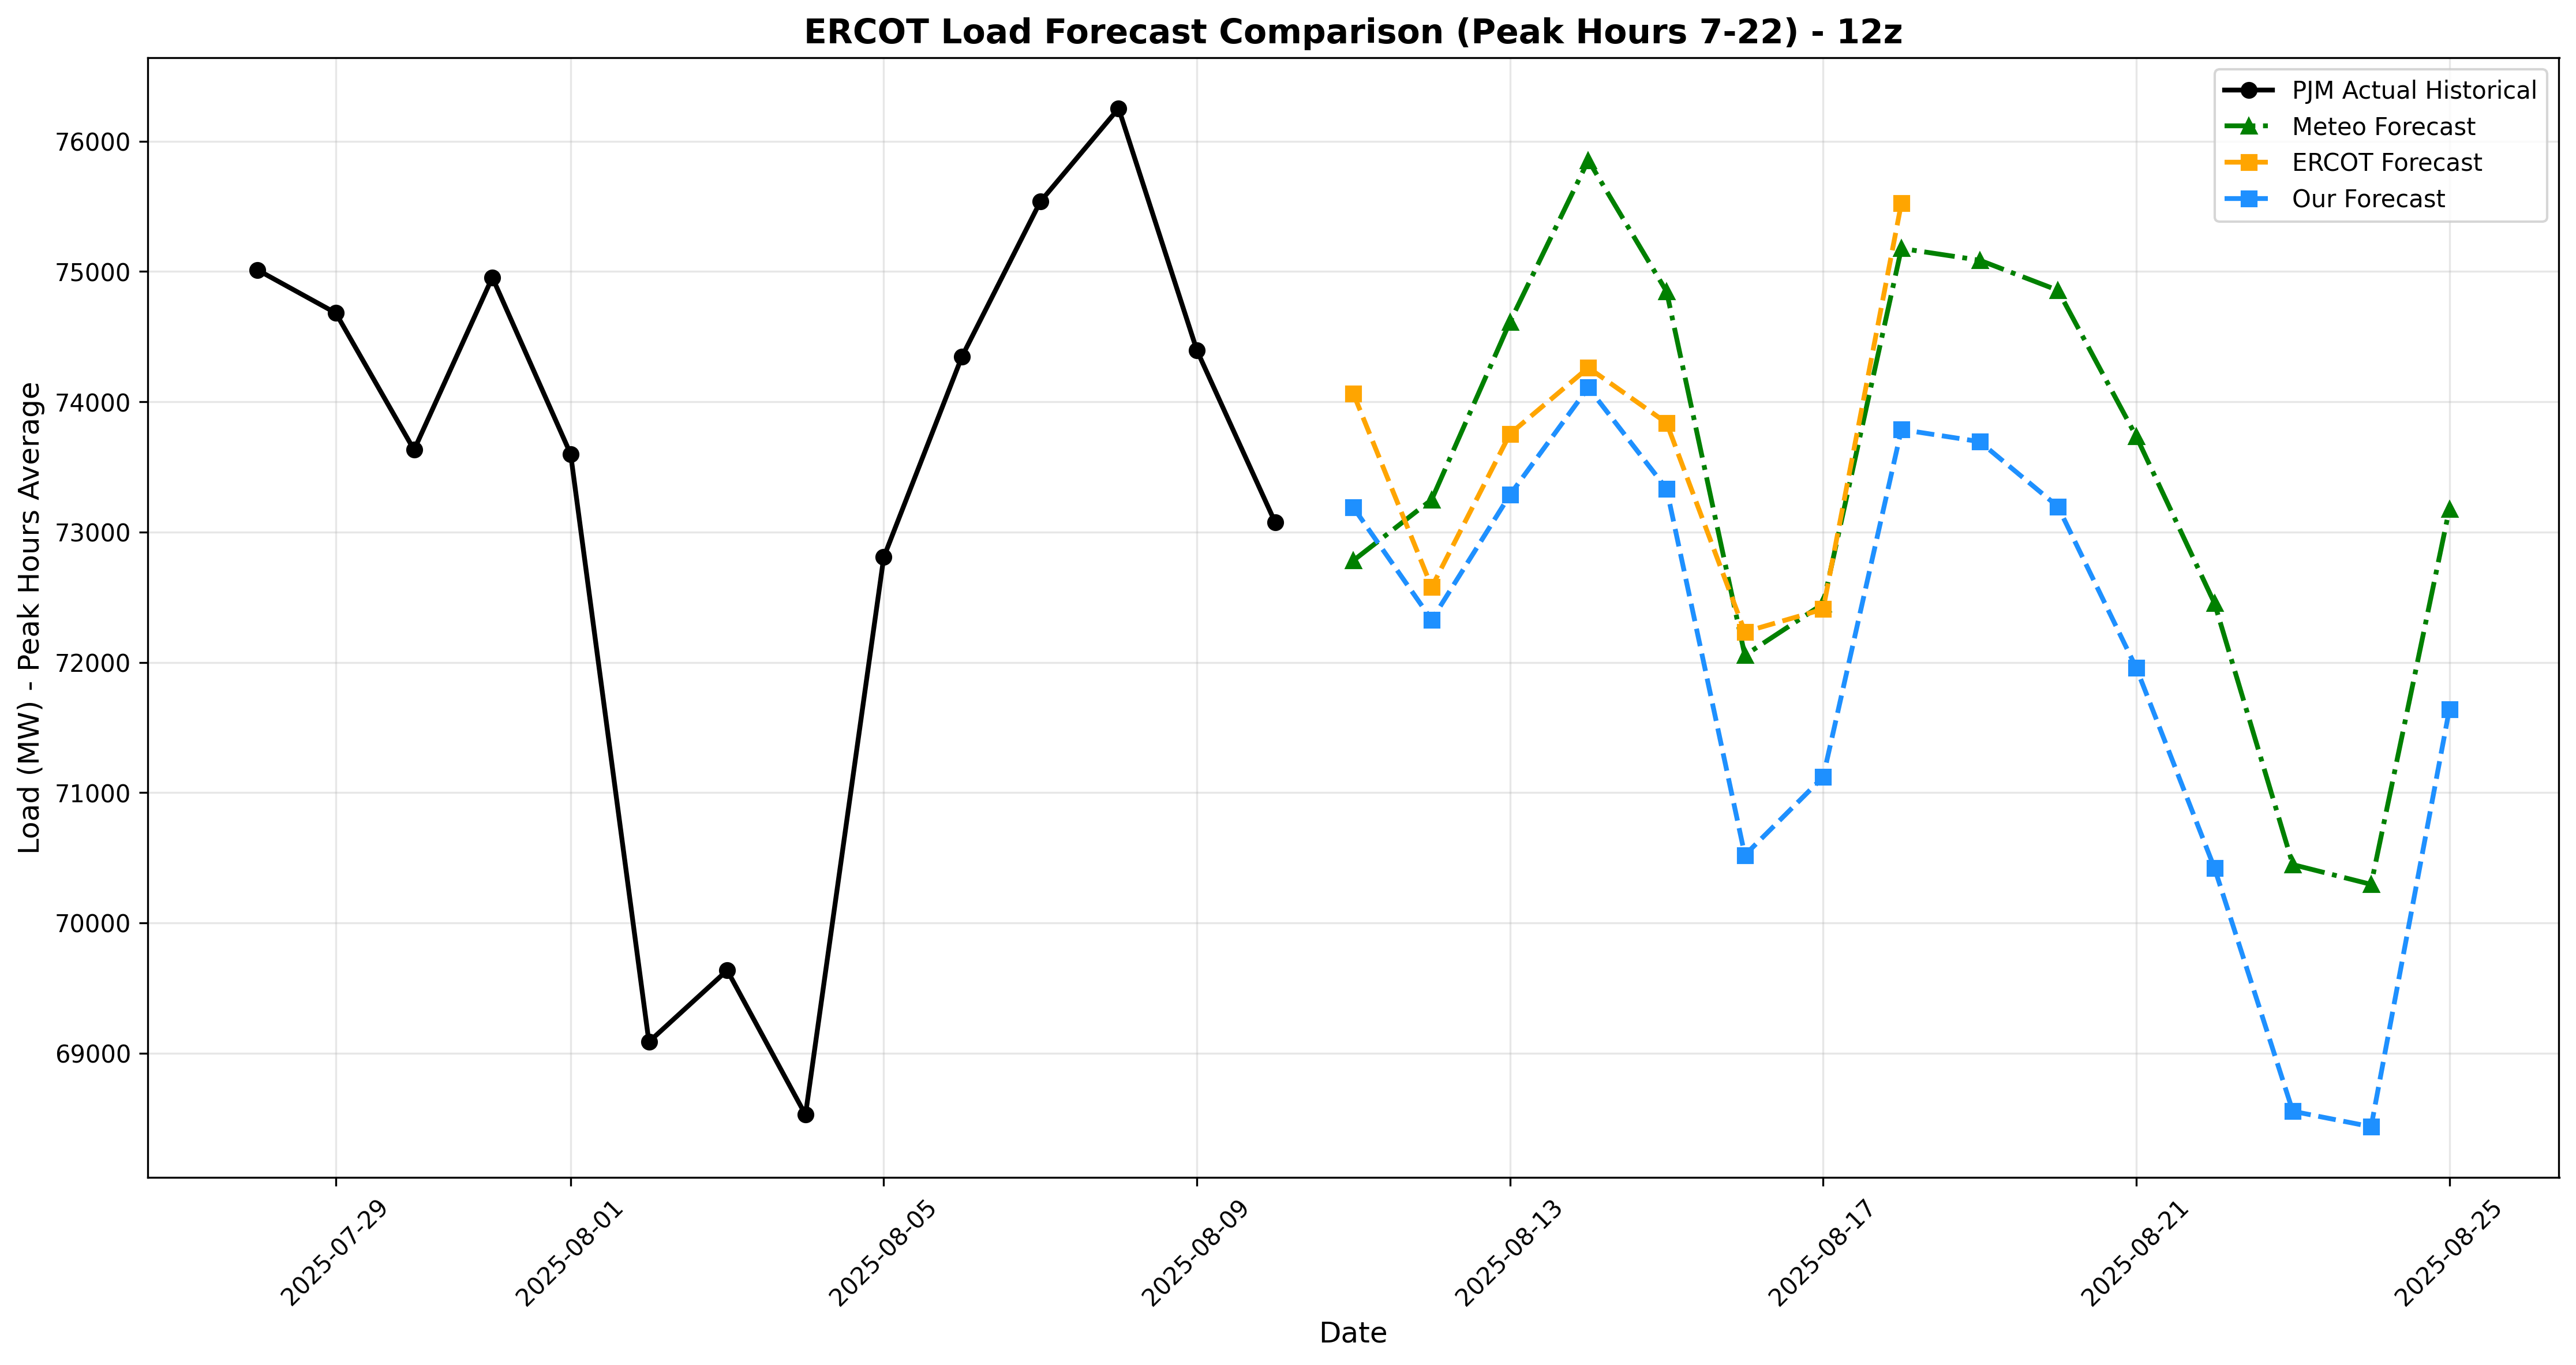 ERCOT Load Forecast Comparison (Peak Hours 7-22) - 12z
PJM Actual Historical
Meteo Forecast
ERCOT Forecast
Our Forecast
Load (MW) - Peak Hours Average
76000
75000
74000
73000
72000
71000
70000
69000
2025-07-29
2025-08-01
2025-08-05
2025-08-09
2025-08-13
2025-08-17
2025-08-21
2025-08-25
Date